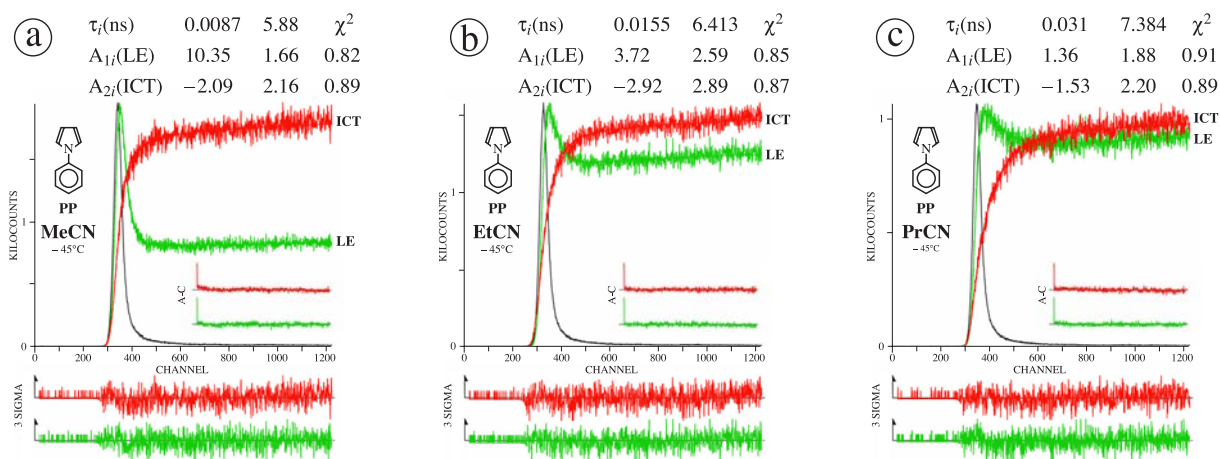 a
τi(ns) 0.0087 5.88 χ2
A1i(LE) 10.35 1.66 0.82
A2i(ICT) −2.09 2.16 0.89
KILOCOUNTS
1
0
N
PP
MeCN
− 45°C
ICT
LE
A-C
0 200 400 600 800 1000 1200
CHANNEL
3 SIGMA
b
τi(ns) 0.0155 6.413 χ2
A1i(LE) 3.72 2.59 0.85
A2i(ICT) −2.92 2.89 0.87
KILOCOUNTS
1
0
N
PP
EtCN
− 45°C
ICT
LE
A-C
0 200 400 600 800 1000 1200
CHANNEL
3 SIGMA
c
τi(ns) 0.031 7.384 χ2
A1i(LE) 1.36 1.88 0.91
A2i(ICT) −1.53 2.20 0.89
KILOCOUNTS
1
0
N
PP
PrCN
− 45°C
ICT
LE
A-C
0 200 400 600 800 1000 1200
CHANNEL
3 SIGMA